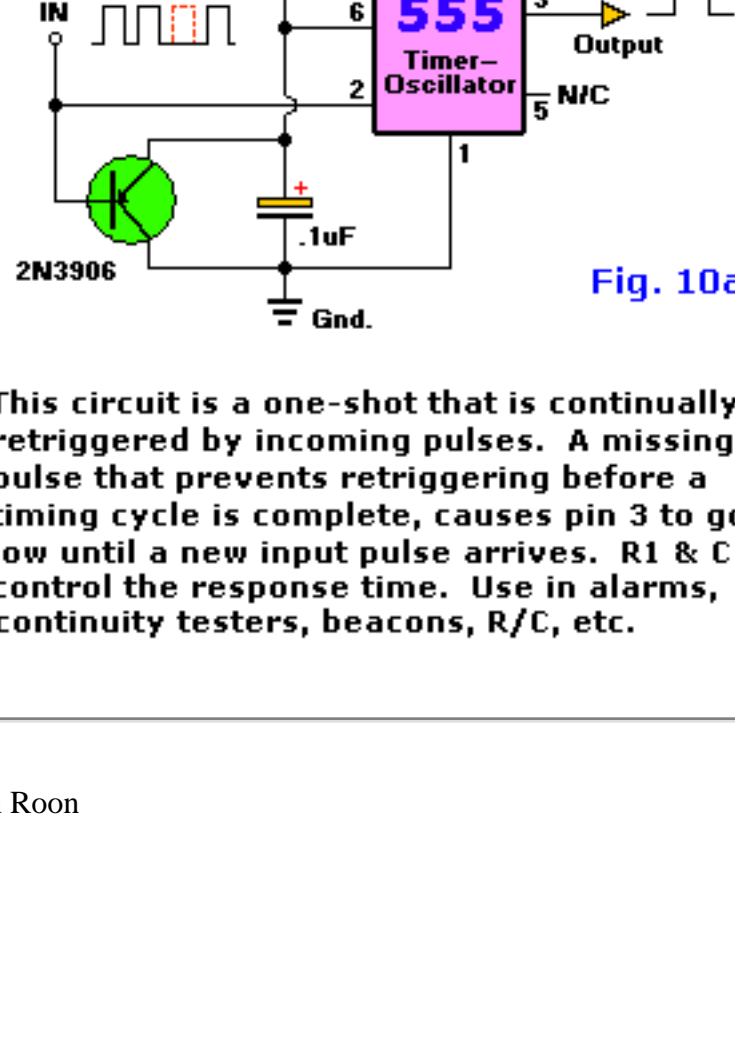 IN
6
555
Timer–
Oscillator
3
Output
2
5
N/C
1
+
.1uF
2N3906
Gnd.
Fig. 10a
This circuit is a one-shot that is continually
retriggered by incoming pulses. A missing
pulse that prevents retriggering before a
timing cycle is complete, causes pin 3 to go
low until a new input pulse arrives. R1 & C
control the response time. Use in alarms,
continuity testers, beacons, R/C, etc.
Roon